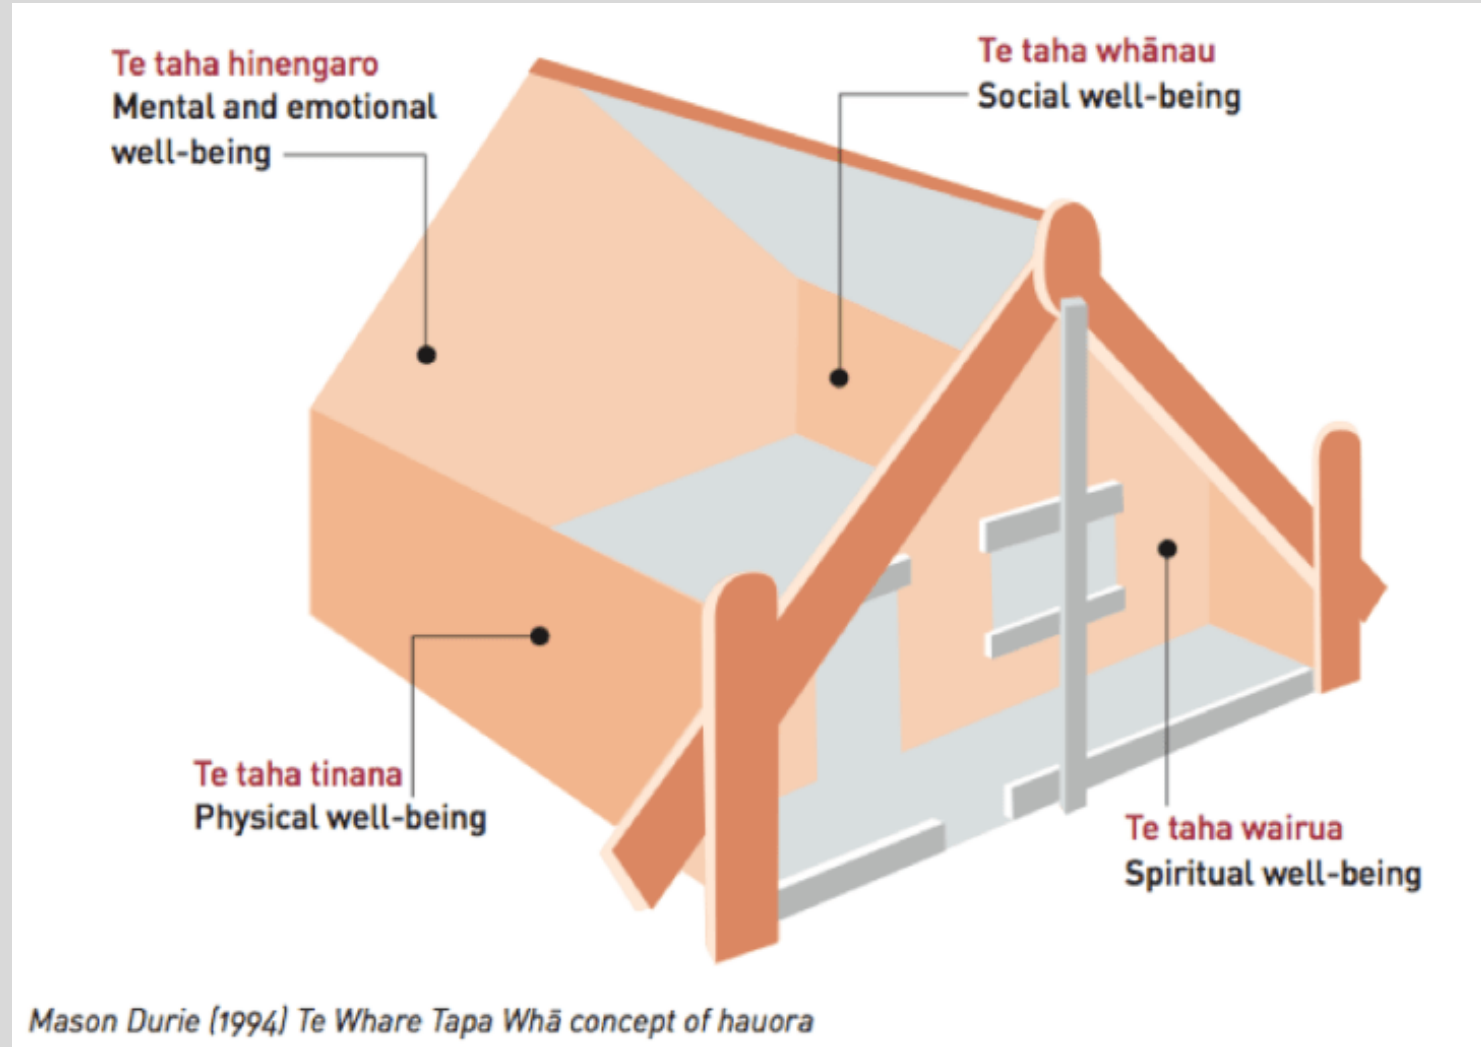 Te taha hinengaro
Mental and emotional
well-being
Te taha whānau
Social well-being
Te taha tinana
Physical well-being
Te taha wairua
Spiritual well-being
Mason Durie (1994) Te Whare Tapa Whā concept of hauora